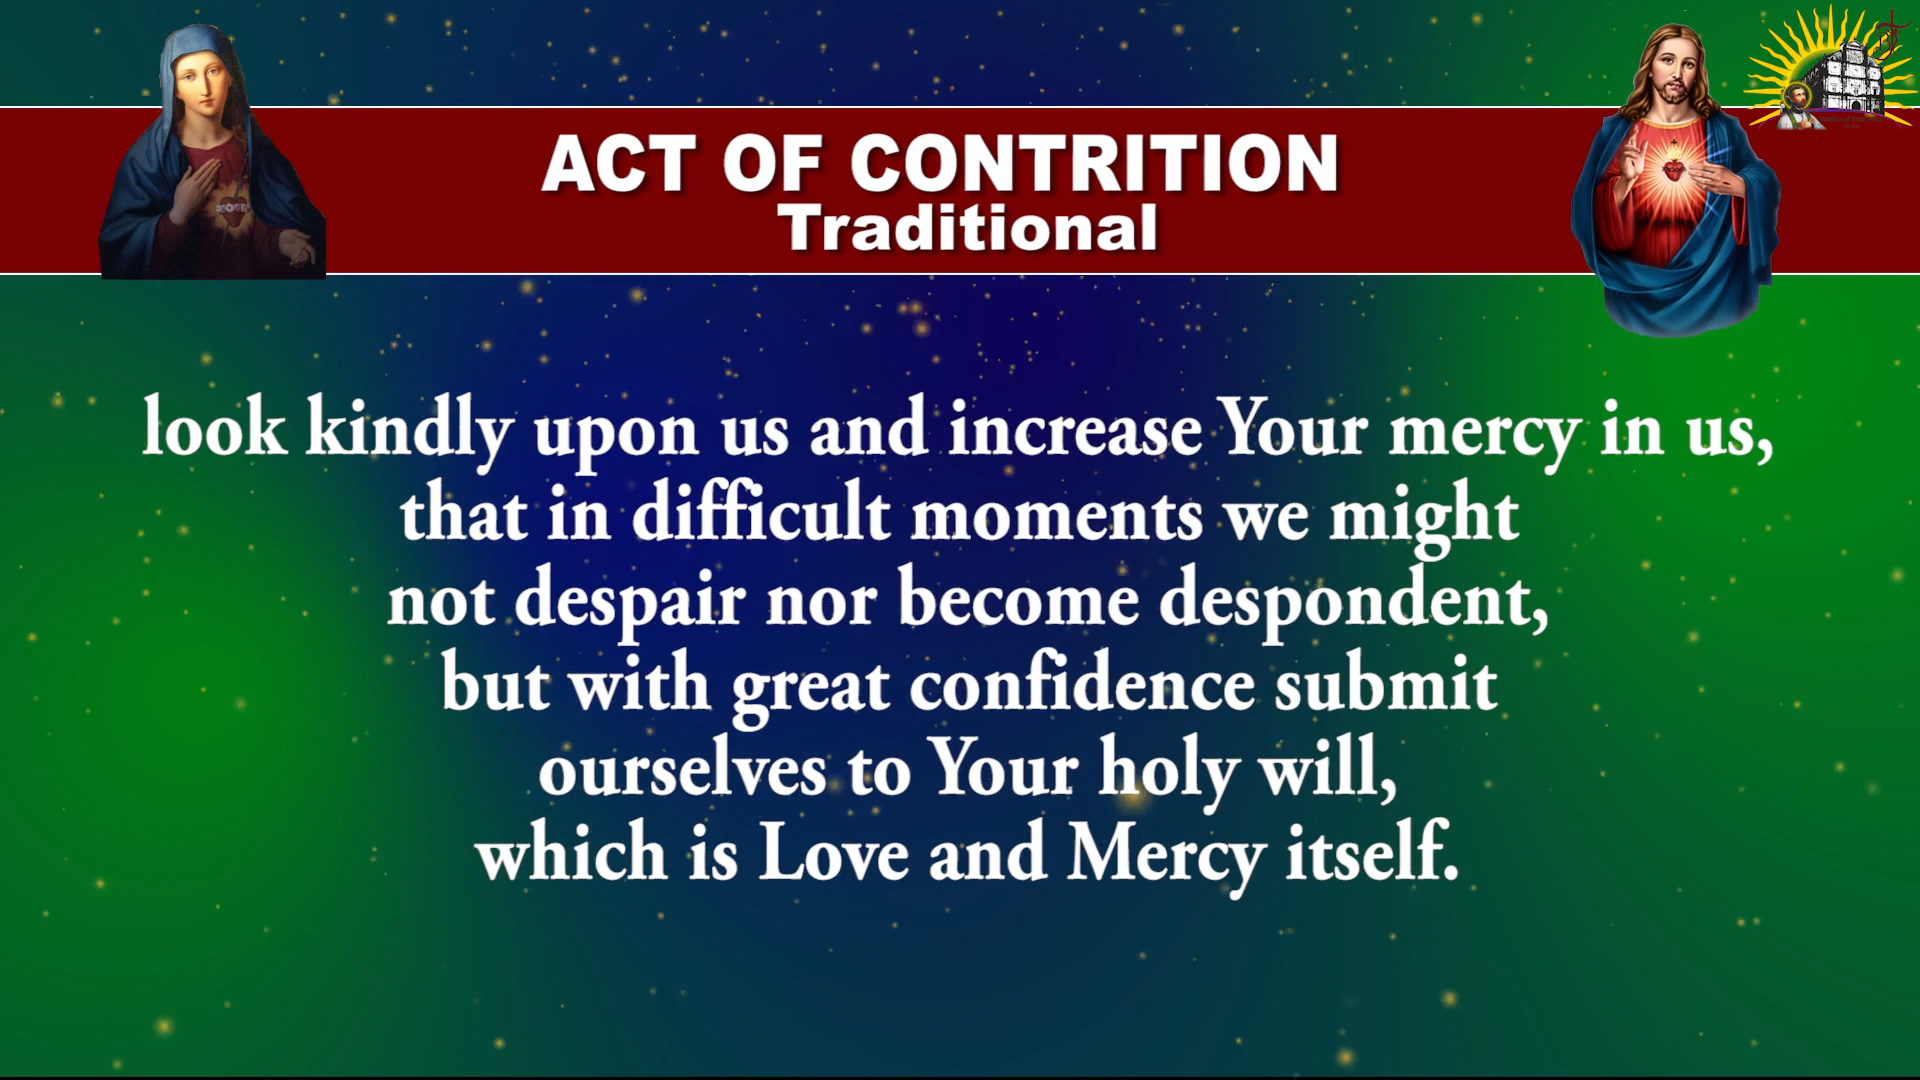 ACT OF CONTRITION
Traditional
look kindly upon us and increase Your mercy in us,
that in difficult moments we might
not despair nor become despondent,
but with great confidence submit
ourselves to Your holy will,
which is Love and Mercy itself.